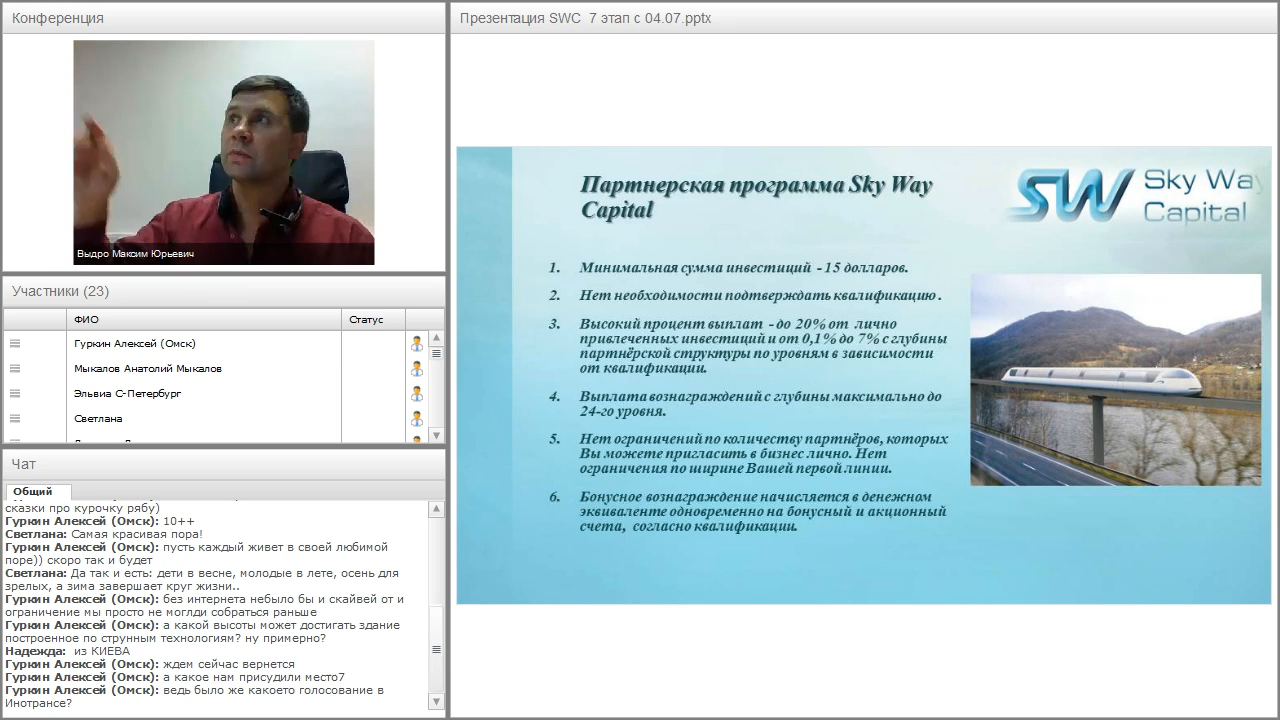 Конференция
Выдро Максим Юрьевич
Участники (23)
ФИО
Статус
Гуркин Алексей (Омск)
Мыкалов Анатолий Мыкалов
Эльвиа С-Петербург
Светлана
Чат
Общий
сказки про курочку рябу)
Гуркин Алексей (Омск): 10++
Светлана: Самая красивая пора!
Гуркин Алексей (Омск): пусть каждый живет в своей любимой
поре)) скоро так и будет
Светлана: Да так и есть: дети в весне, молодые в лете, осень для
зрелых, а зима завершает круг жизни..
Гуркин Алексей (Омск): без интернета небыло бы и скайвей от и
ограничение мы просто не моглди собраться раньше
Гуркин Алексей (Омск): а какой высоты может достигать здание
построенное по струнным технологиям? ну примерно?
Надежда: из КИЕВА
Гуркин Алексей (Омск): ждем сейчас вернется
Гуркин Алексей (Омск): а какое нам присудили место7
Гуркин Алексей (Омск): ведь было же какоето голосование в
Инотрансе?
Презентация SWC 7 этап с 04.07.pptx
Партнерская программа Sky Way
Capital
SW Sky Way
Capital
1. Минимальная сумма инвестиций - 15 долларов.
2. Нет необходимости подтверждать квалификацию .
3. Высокий процент выплат - до 20% от лично
привлеченных инвестиций и от 0,1% до 7% с глубины
партнёрской структуры по уровням в зависимости
от квалификации.
4. Выплата вознаграждений с глубины максимально до
24-го уровня.
5. Нет ограничений по количеству партнёров, которых
Вы можете пригласить в бизнес лично. Нет
ограничения по ширине Вашей первой линии.
6. Бонусное вознаграждение начисляется в денежном
эквиваленте одновременно на бонусный и акционный
счета, согласно квалификации.